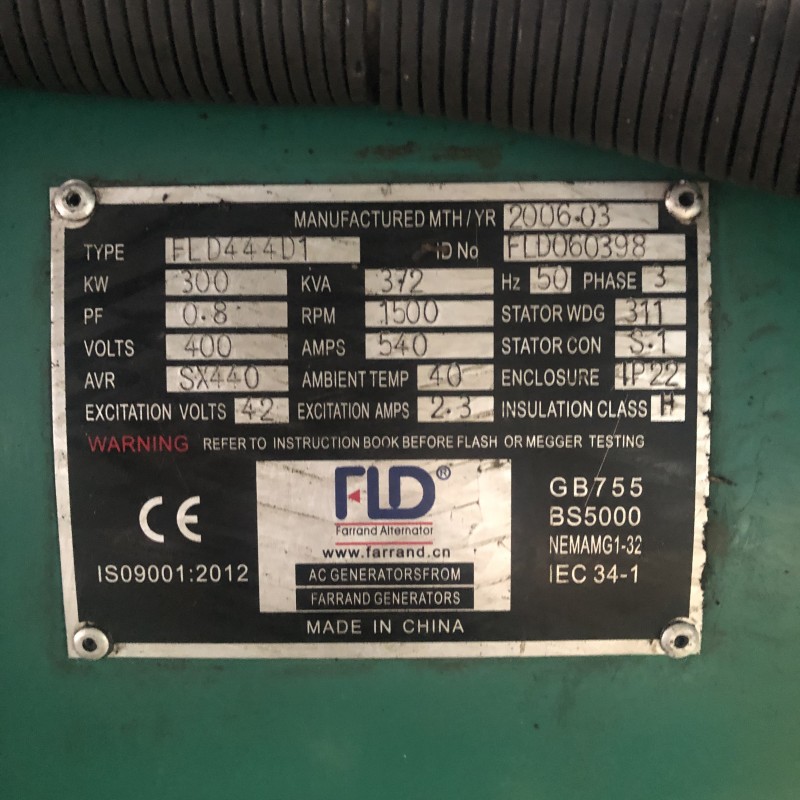 MANUFACTURED MTH/YR 2006.03
TYPE FLD444D1 ID No FLD060398
KW 300 KVA 372 Hz 50 PHASE 3
PF 0.8 RPM 1500 STATOR WDG 311
VOLTS 400 AMPS 540 STATOR CON S.1
AVR SX440 AMBIENT TEMP 40 ENCLOSURE IP22
EXCITATION VOLTS 42 EXCITATION AMPS 2.3 INSULATION CLASS H
WARNING REFER TO INSTRUCTION BOOK BEFORE FLASH OR MEGGER TESTING
FLD®
Farrand Alternator
www.farrand.cn
AC GENERATORSFROM
FARRAND GENERATORS
MADE IN CHINA
CE
IS09001:2012
GB755
BS5000
NEMAMG1-32
IEC 34-1